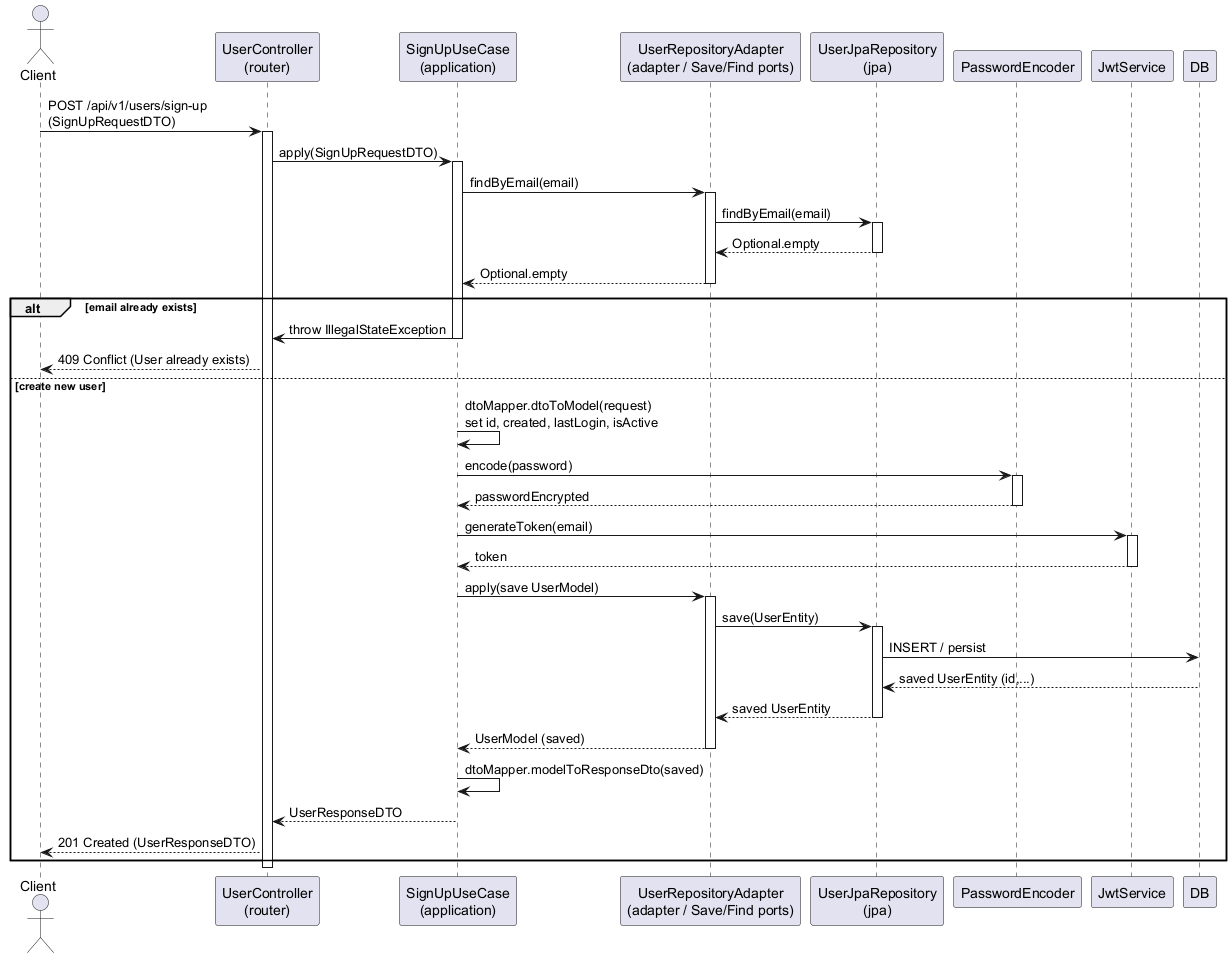 Client
UserController
(router)
SignUpUseCase
(application)
UserRepositoryAdapter
(adapter / Save/Find ports)
UserJpaRepository
(jpa)
PasswordEncoder
JwtService
DB
POST /api/v1/users/sign-up
(SignUpRequestDTO)
apply(SignUpRequestDTO)
findByEmail(email)
findByEmail(email)
Optional.empty
Optional.empty
alt
[email already exists]
throw IllegalStateException
409 Conflict (User already exists)
[create new user]
dtoMapper.dtoToModel(request)
set id, created, lastLogin, isActive
encode(password)
passwordEncrypted
generateToken(email)
token
apply(save UserModel)
save(UserEntity)
INSERT / persist
saved UserEntity (id,...)
saved UserEntity
UserModel (saved)
dtoMapper.modelToResponseDto(saved)
UserResponseDTO
201 Created (UserResponseDTO)
Client
UserController
(router)
SignUpUseCase
(application)
UserRepositoryAdapter
(adapter / Save/Find ports)
UserJpaRepository
(jpa)
PasswordEncoder
JwtService
DB